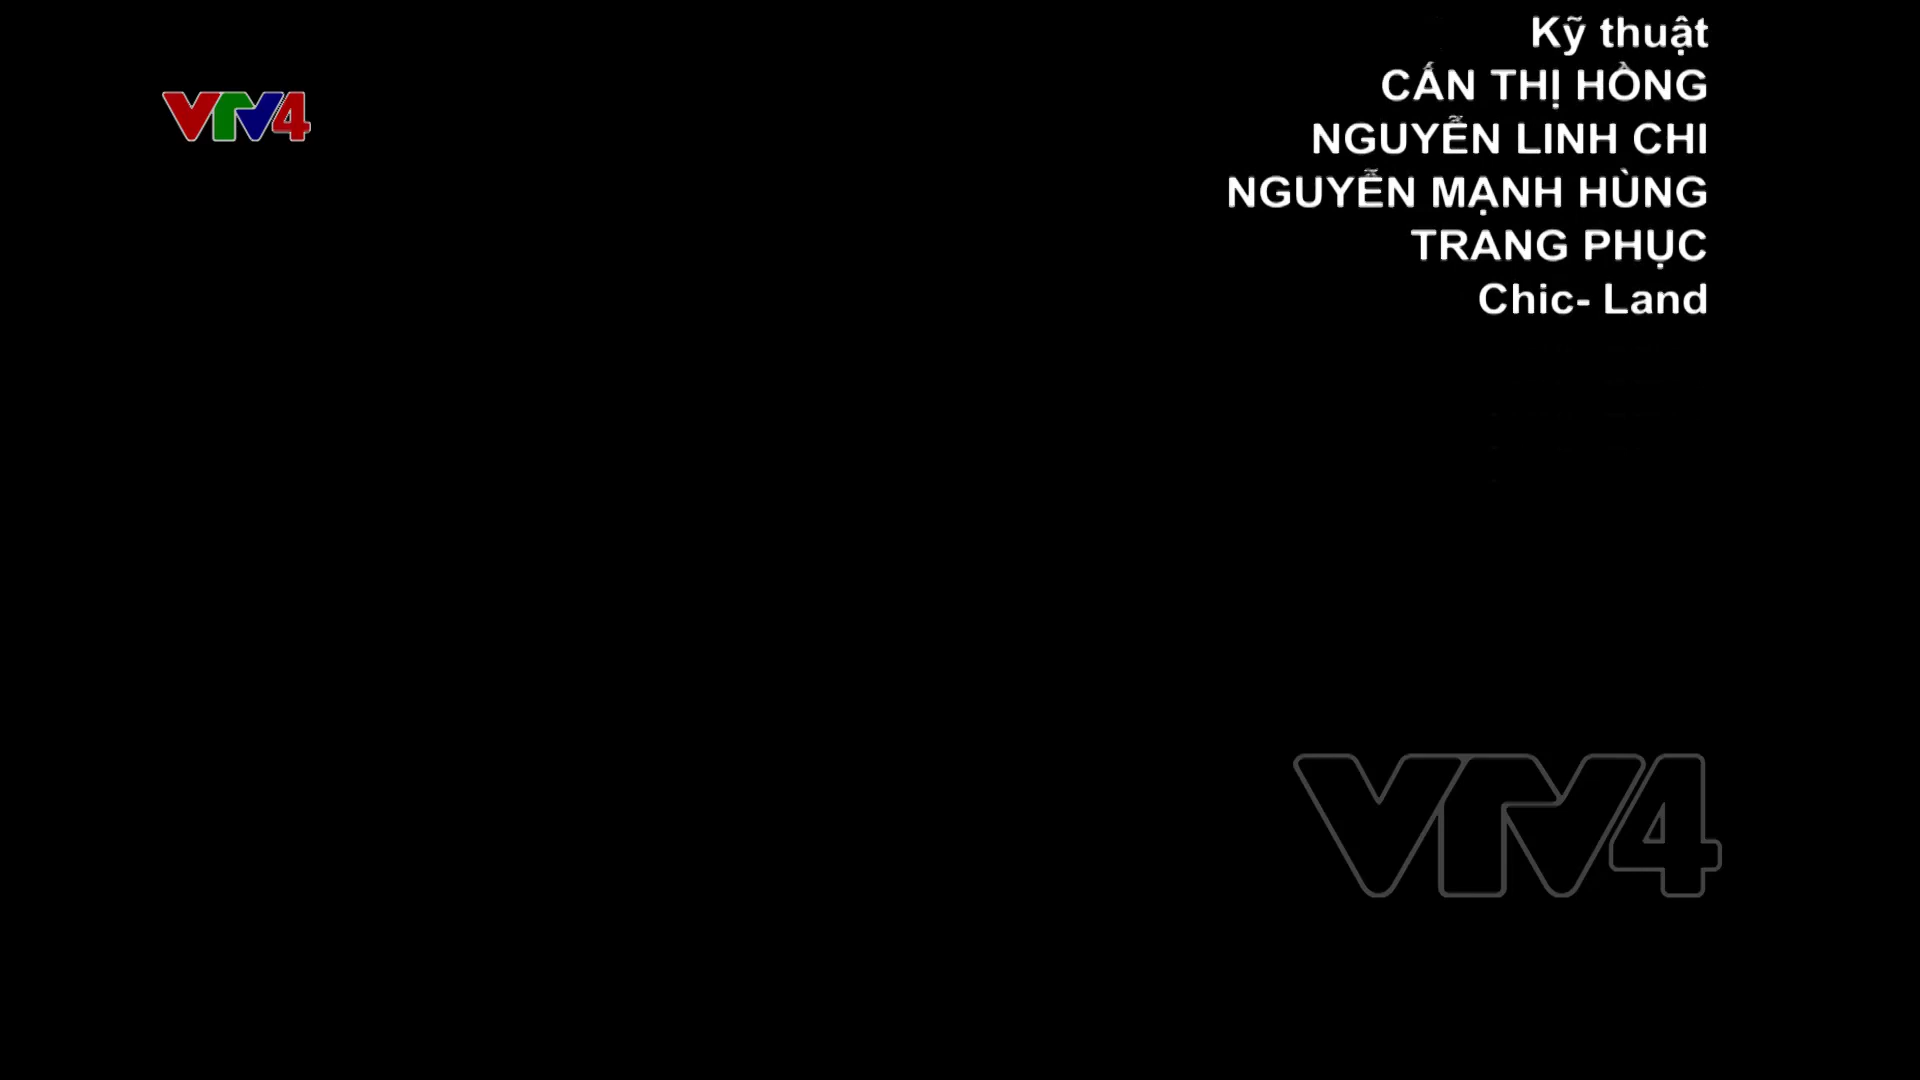 Kỹ thuật
VTV4
CẤN THỊ HỒNG
NGUYỄN LINH CHI
NGUYỄN MẠNH HÙNG
TRANG PHỤC
Chic- Land
VTV4